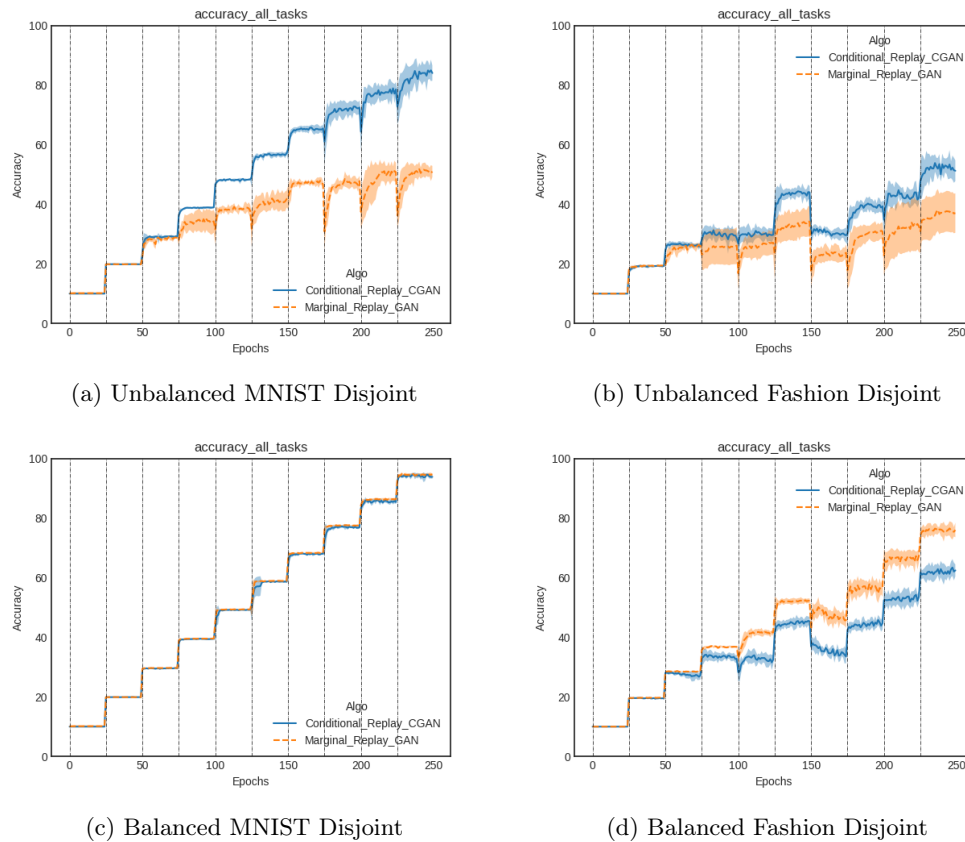 accuracy_all_tasks
100
80
60
40
20
0
Accuracy
Algo
Conditional_Replay_CGAN
Marginal_Replay_GAN
0 50 100 150 200 250
Epochs
(a) Unbalanced MNIST Disjoint
accuracy_all_tasks
100
80
60
40
20
0
Accuracy
Algo
Conditional_Replay_CGAN
Marginal_Replay_GAN
0 50 100 150 200 250
Epochs
(b) Unbalanced Fashion Disjoint
accuracy_all_tasks
100
80
60
40
20
0
Accuracy
Algo
Conditional_Replay_CGAN
Marginal_Replay_GAN
0 50 100 150 200 250
Epochs
(c) Balanced MNIST Disjoint
accuracy_all_tasks
100
80
60
40
20
0
Accuracy
Algo
Conditional_Replay_CGAN
Marginal_Replay_GAN
0 50 100 150 200 250
Epochs
(d) Balanced Fashion Disjoint